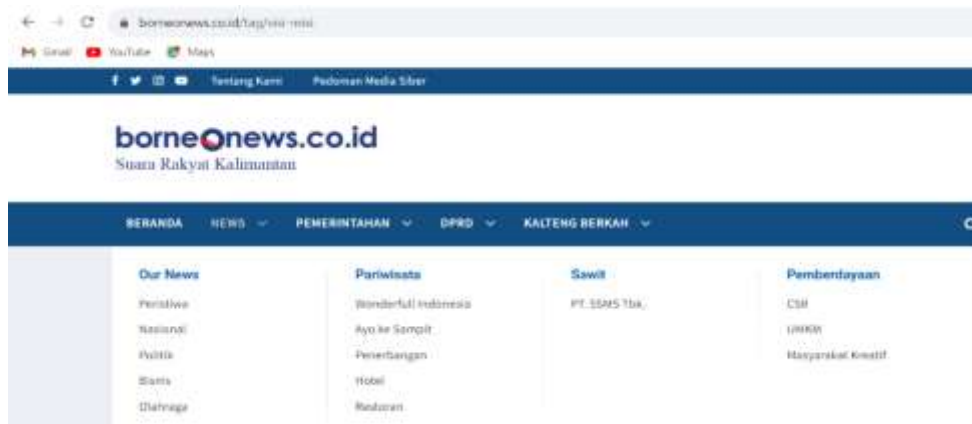 borneonews.co.id/tag/visi-misi
Gmail YouTube Maps
Tentang Kami Pedoman Media Siber
borneonews.co.id
Suara Rakyat Kalimantan
BERANDA NEWS PEMERINTAHAN DPRD KALTENG BERKAH
Our News Pariwisata Sawit Pemberdayaan
Peristiwa Wonderfull Indonesia PT. SSMS Tbk. CSR
Nasional Ayo ke Sampit UMKM
Politik Penerbangan Masyarakat Kreatif
Bisnis Hotel
Olahraga Restoran